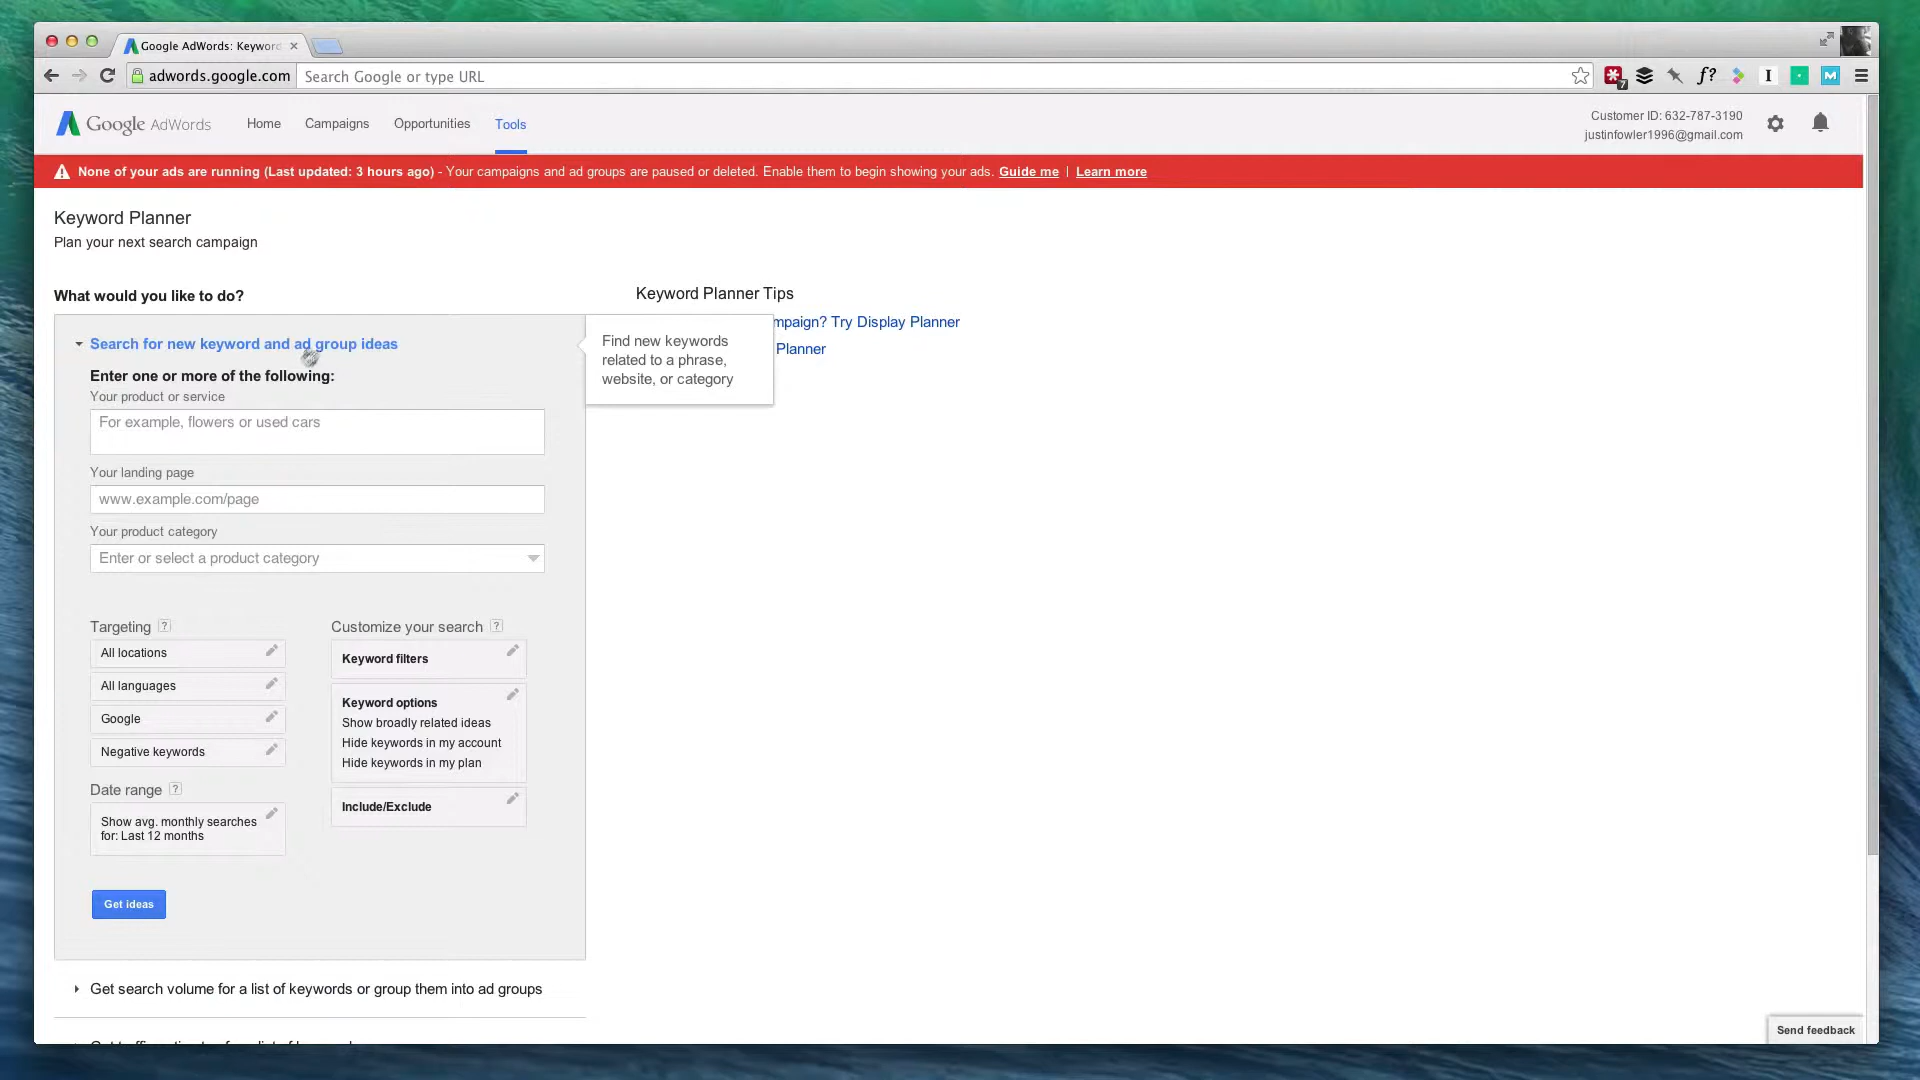 Google AdWords: Keyword
adwords.google.com
Search Google or type URL
7
f?
Google AdWords
Home
Campaigns
Opportunities
Tools
Customer ID: 632-787-3190
justinfowler1996@gmail.com
None of your ads are running (Last updated: 3 hours ago) - Your campaigns and ad groups are paused or deleted. Enable them to begin showing your ads. Guide me | Learn more
Keyword Planner
Plan your next search campaign
What would you like to do?
Keyword Planner Tips
mpaign? Try Display Planner
Planner
Find new keywords
related to a phrase,
website, or category
Search for new keyword and ad group ideas
Enter one or more of the following:
Your product or service
For example, flowers or used cars
Your landing page
www.example.com/page
Your product category
Enter or select a product category
Targeting ?
All locations
All languages
Google
Negative keywords
Date range ?
Show avg. monthly searches
for: Last 12 months
Customize your search ?
Keyword filters
Keyword options
Show broadly related ideas
Hide keywords in my account
Hide keywords in my plan
Include/Exclude
Get ideas
Get search volume for a list of keywords or group them into ad groups
Send feedback